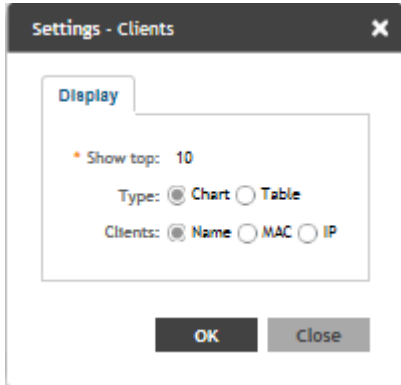 Settings - Clients
Display
* Show top: 10
Type: Chart Table
Clients: Name MAC IP
OK Close